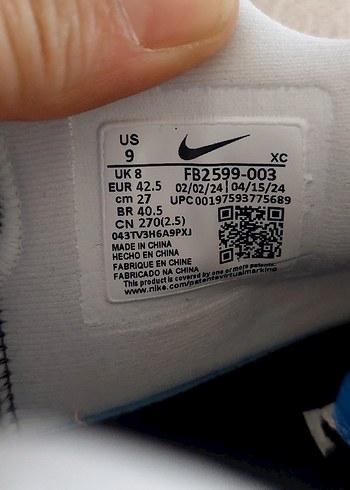 US
9
XC
UK 8
FB2599-003
EUR 42.5
02/02/24 | 04/15/24
cm 27
UPC00197593775689
BR 40.5
CN 270(2.5)
043TV3H6A9PXJ
MADE IN CHINA
HECHO EN CHINA
FABRIQUE EN CHINE
FABRICADO NA CHINA
This product is covered by one or more patents.
www.nike.com/patentsvirtualmarking